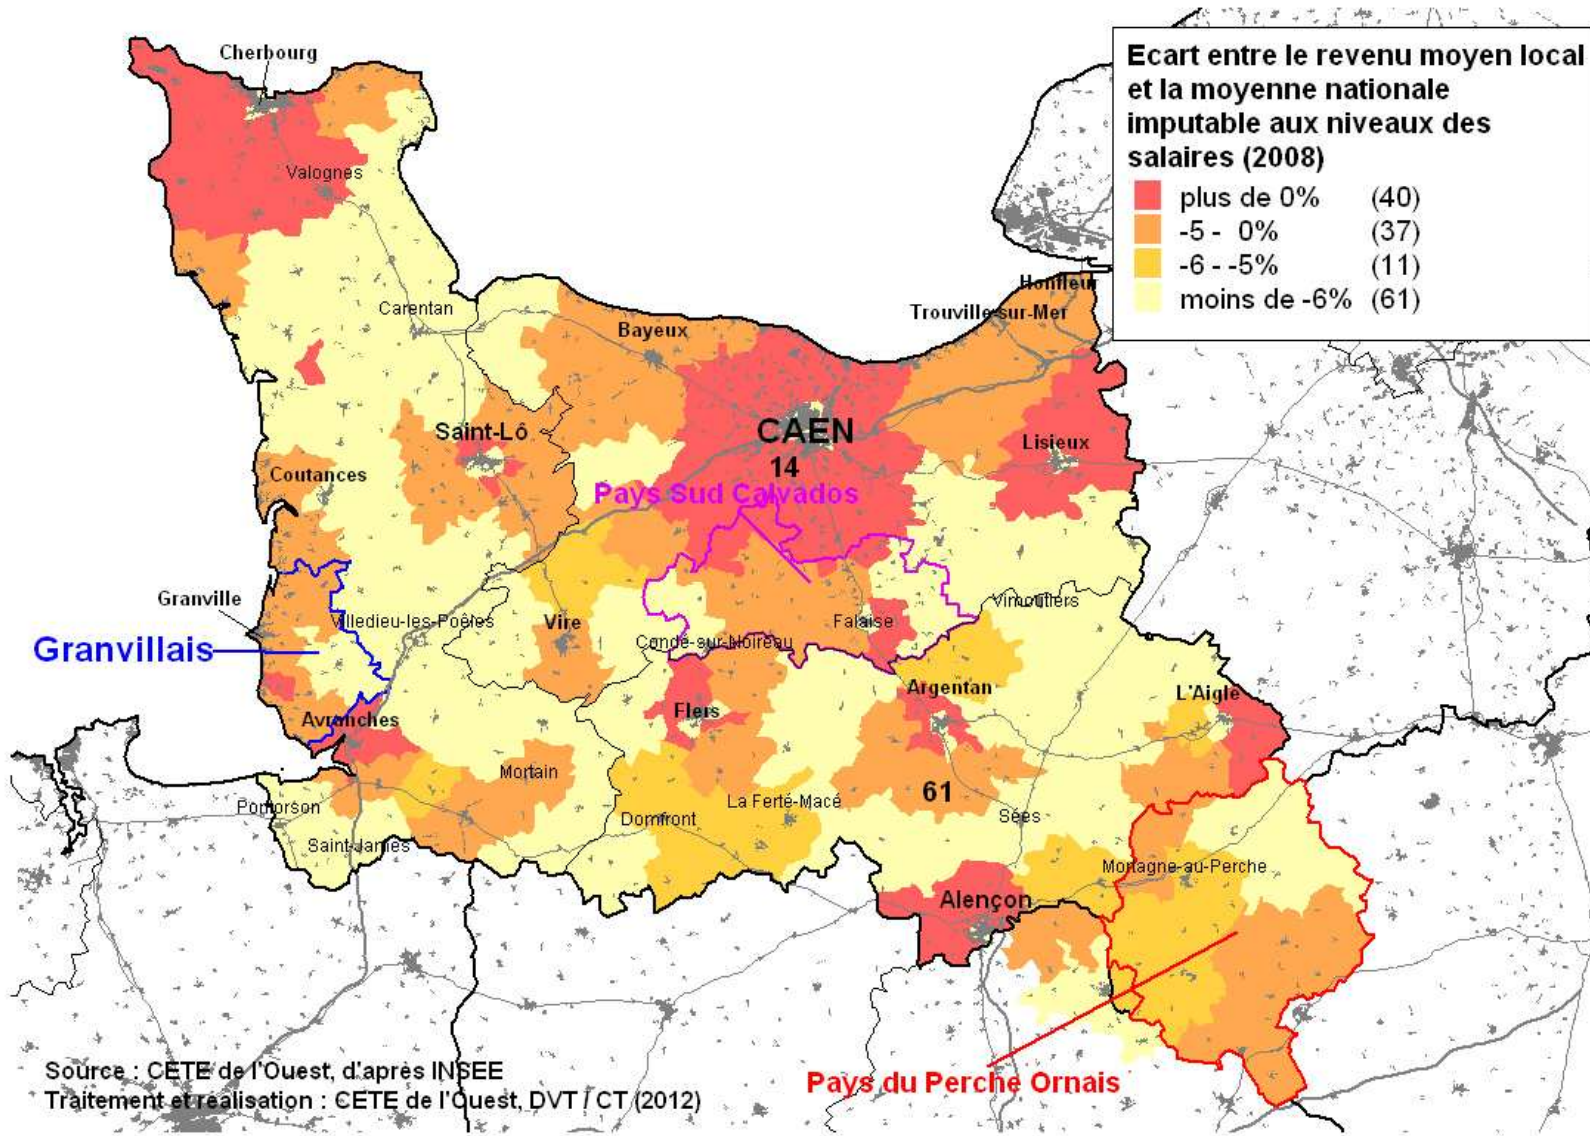 Ecart entre le revenu moyen local
et la moyenne nationale
imputable aux niveaux des
salaires (2008)
plus de 0% (40)
-5 - 0% (37)
-6 - -5% (11)
moins de -6% (61)
Cherbourg
Valognes
Carentan
Honfleur
Trouville-sur-Mer
Bayeux
Saint-Lô
CAEN
14
Lisieux
Coutances
Pays Sud Calvados
Granville
Villedieu-les-Poêles
Vire
Vimoutiers
Falaise
Condé-sur-Noireau
Granvillais
Argentan
L'Aigle
Avranches
Flers
Mortain
61
La Ferté-Macé
Pontorson
Domfront
Sées
Saint-James
Mortagne-au-Perche
Alençon
Source : CETE de l'Ouest, d'après INSEE
Pays du Perche Ornais
Traitement et réalisation : CETE de l'Ouest, DVT / CT (2012)